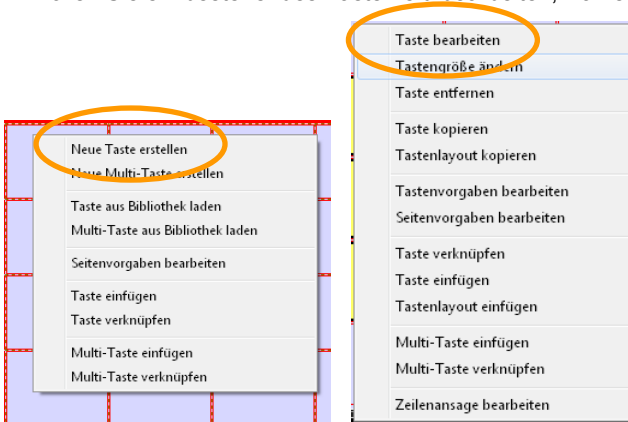 Taste bearbeiten
Tastengröße ändern
Taste entfernen
Taste kopieren
Tastenlayout kopieren
Tastenvorgaben bearbeiten
Seitenvorgaben bearbeiten
Taste verknüpfen
Taste einfügen
Tastenlayout einfügen
Multi-Taste einfügen
Multi-Taste verknüpfen
Zeilenansage bearbeiten
Neue Taste erstellen
Neue Multi-Taste erstellen
Taste aus Bibliothek laden
Multi-Taste aus Bibliothek laden
Seitenvorgaben bearbeiten
Taste einfügen
Taste verknüpfen
Multi-Taste einfügen
Multi-Taste verknüpfen